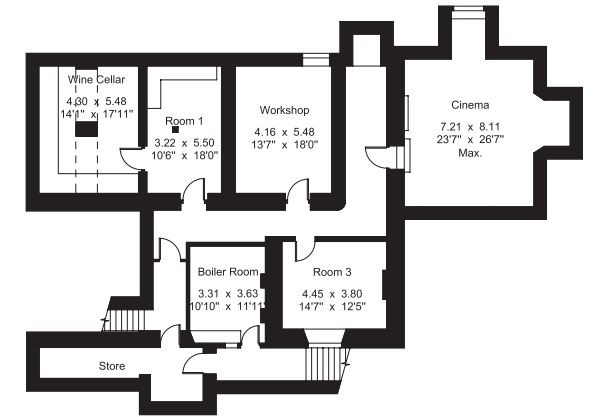 Wine Cellar
4.30 x 5.48
14'1" x 17'11"
Room 1
3.22 x 5.50
10'6" x 18'0"
Workshop
4.16 x 5.48
13'7" x 18'0"
Cinema
7.21 x 8.11
23'7" x 26'7"
Max.
Boiler Room
3.31 x 3.63
10'10" x 11'11"
Room 3
4.45 x 3.80
14'7" x 12'5"
Store